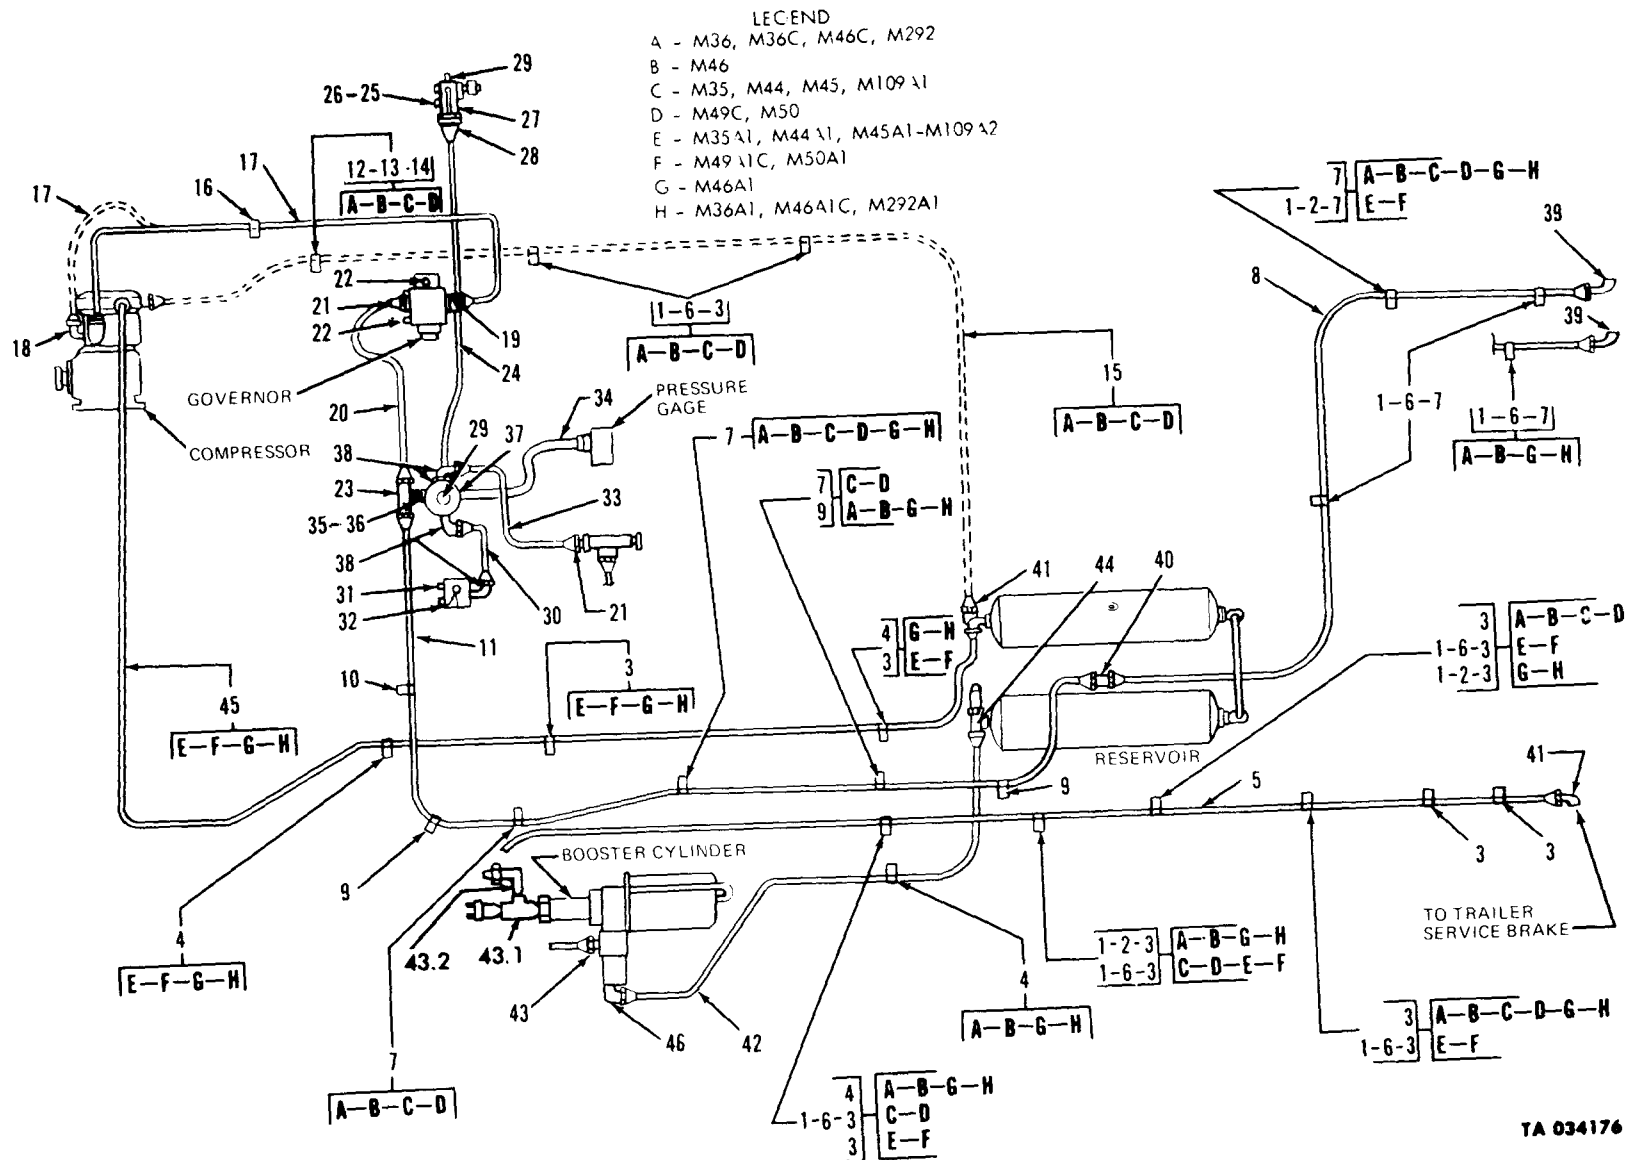 LEGEND
A - M36, M36C, M46C, M292
B - M46
C - M35, M44, M45, M109A1
D - M49C, M50
E - M35A1, M44A1, M45A1-M109A2
F - M49A1C, M50A1
G - M46A1
H - M36A1, M46A1C, M292A1
29
26-25
27
28
17
12-13-14
A-B-C-D
16
17
22
21
22
19
24
18
GOVERNOR
COMPRESSOR
20
1-6-3
A-B-C-D
7 A-B-C-D-G-H
1-2-7 E-F
39
8
39
15
A-B-C-D
1-6-7
1-6-7
A-B-G-H
34
PRESSURE
GAGE
29
37
38
23
35-36
38
33
31
32
30
21
11
7 A-B-C-D-G-H
7 C-D
9 A-B-G-H
41
44
40
4 G-H
3 E-F
3 A-B-C-D
1-6-3 E-F
1-2-3 G-H
10
45
E-F-G-H
3
E-F-G-H
RESERVOIR
9
5
41
3
3
9
BOOSTER CYLINDER
4
E-F-G-H
43.2
43.1
43
46
42
TO TRAILER
SERVICE BRAKE
1-2-3 A-B-G-H
1-6-3 C-D-E-F
4
A-B-G-H
3 A-B-C-D-G-H
1-6-3 E-F
7
A-B-C-D
4 A-B-G-H
1-6-3 C-D
3 E-F
TA 034176